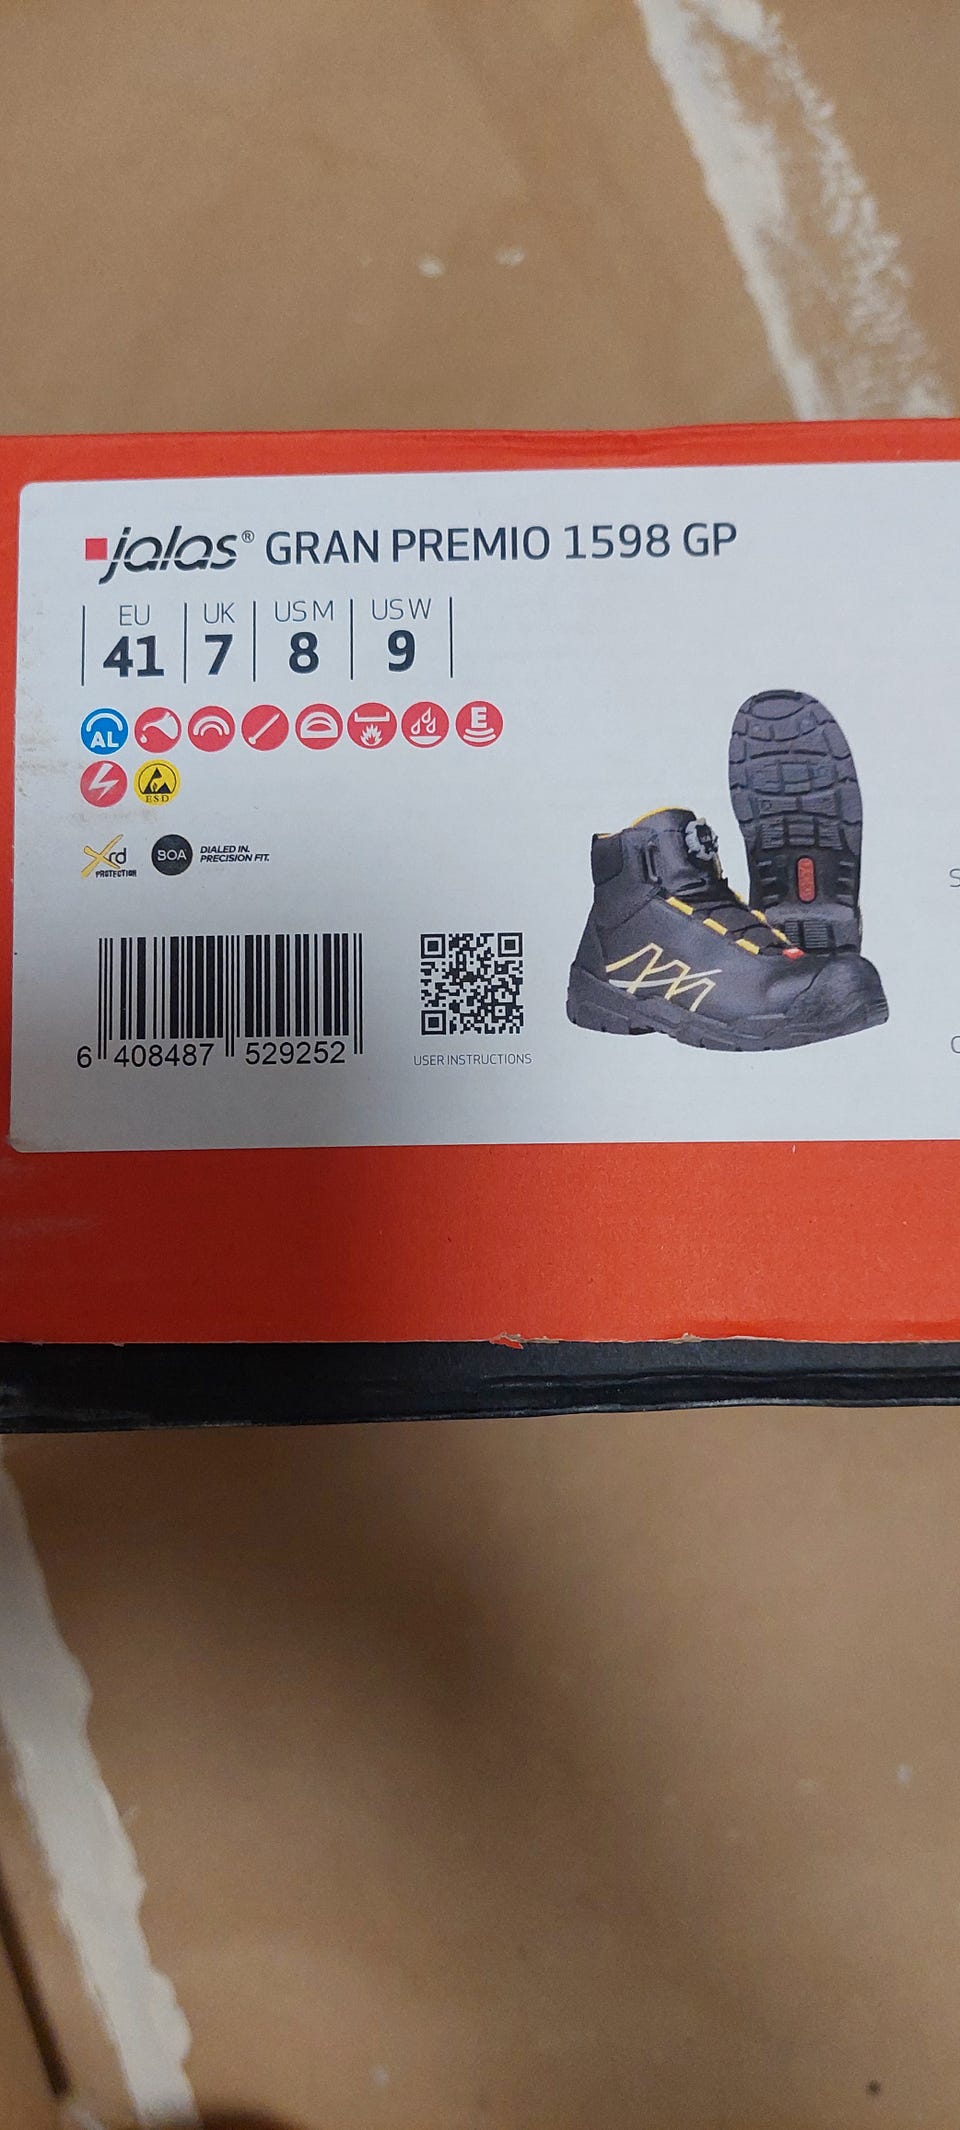 jalas® GRAN PREMIO 1598 GP
EU UK US M US W
41 7 8 9
AL
E
ESD
Xrd
PROTECTION
BOA
DIALED IN.
PRECISION FIT.
6 408487 529252
USER INSTRUCTIONS